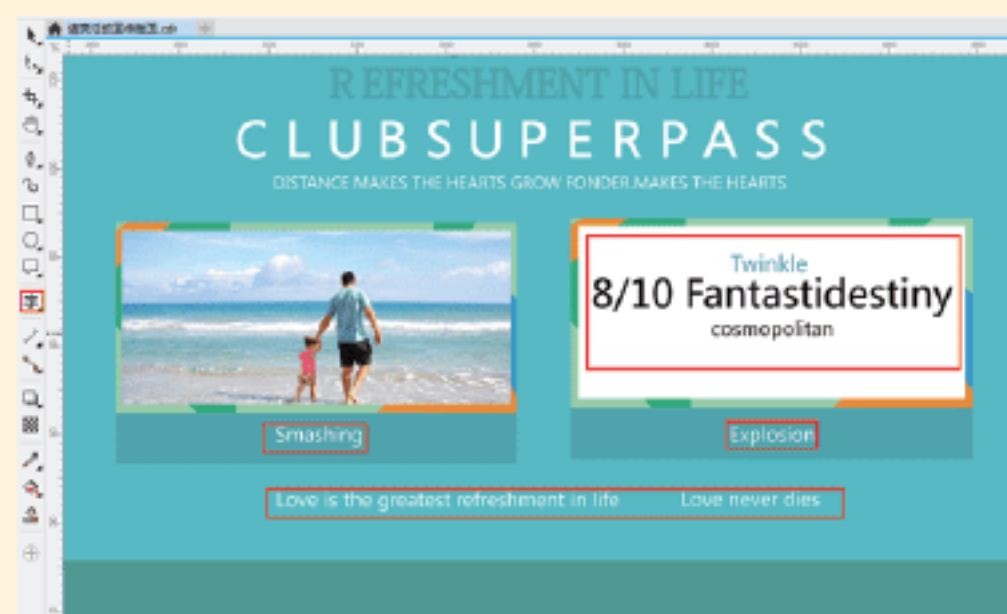 R EFRESHMENT IN LIFE
CLUBSUPERPASS
DISTANCE MAKES THE HEARTS GROW FONDER.MAKES THE HEARTS
Twinkle
8/10 Fantastidestiny
cosmopolitan
字
Smashing
Explosion
Love is the greatest refreshment in life Love never dies